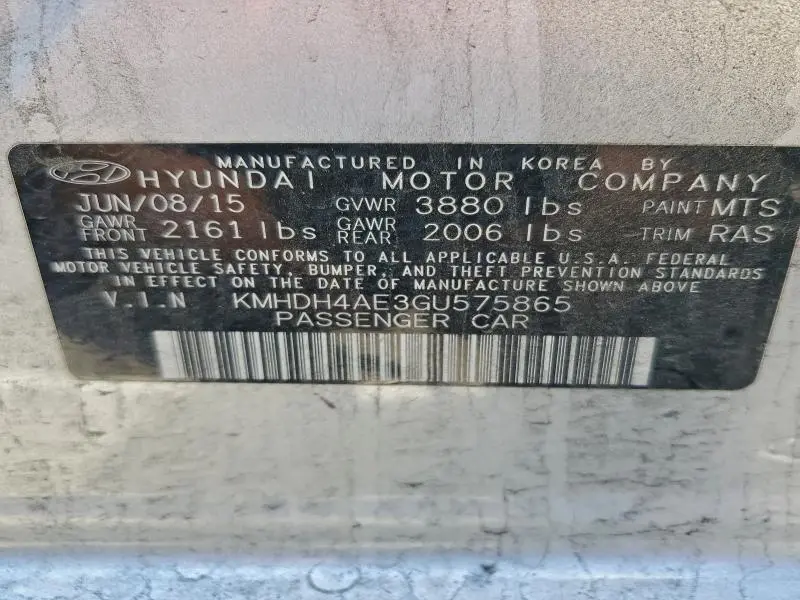 MANUFACTURED IN KOREA BY
HYUNDAI MOTOR COMPANY
JUN/08/15 GVWR 3880 lbs PAINT MTS
GAWR FRONT 2161 lbs GAWR REAR 2006 lbs TRIM RAS
THIS VEHICLE CONFORMS TO ALL APPLICABLE U.S.A. FEDERAL
MOTOR VEHICLE SAFETY, BUMPER, AND THEFT PREVENTION STANDARDS
IN EFFECT ON THE DATE OF MANUFACTURE SHOWN ABOVE
V.I.N KMHDH4AE3GU575865
PASSENGER CAR